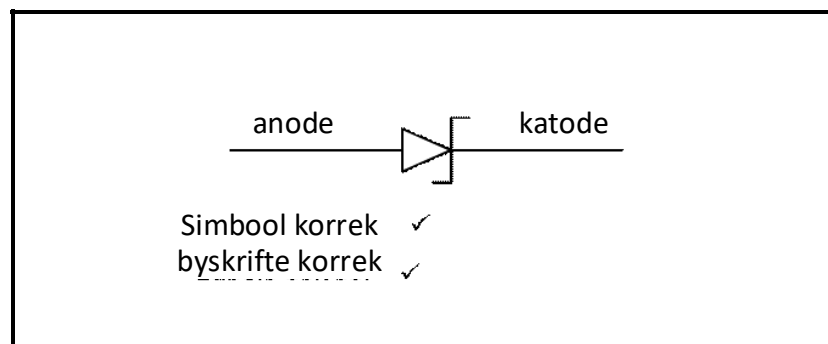 anode katode
Simbool korrek ✓
byskrifte korrek ✓